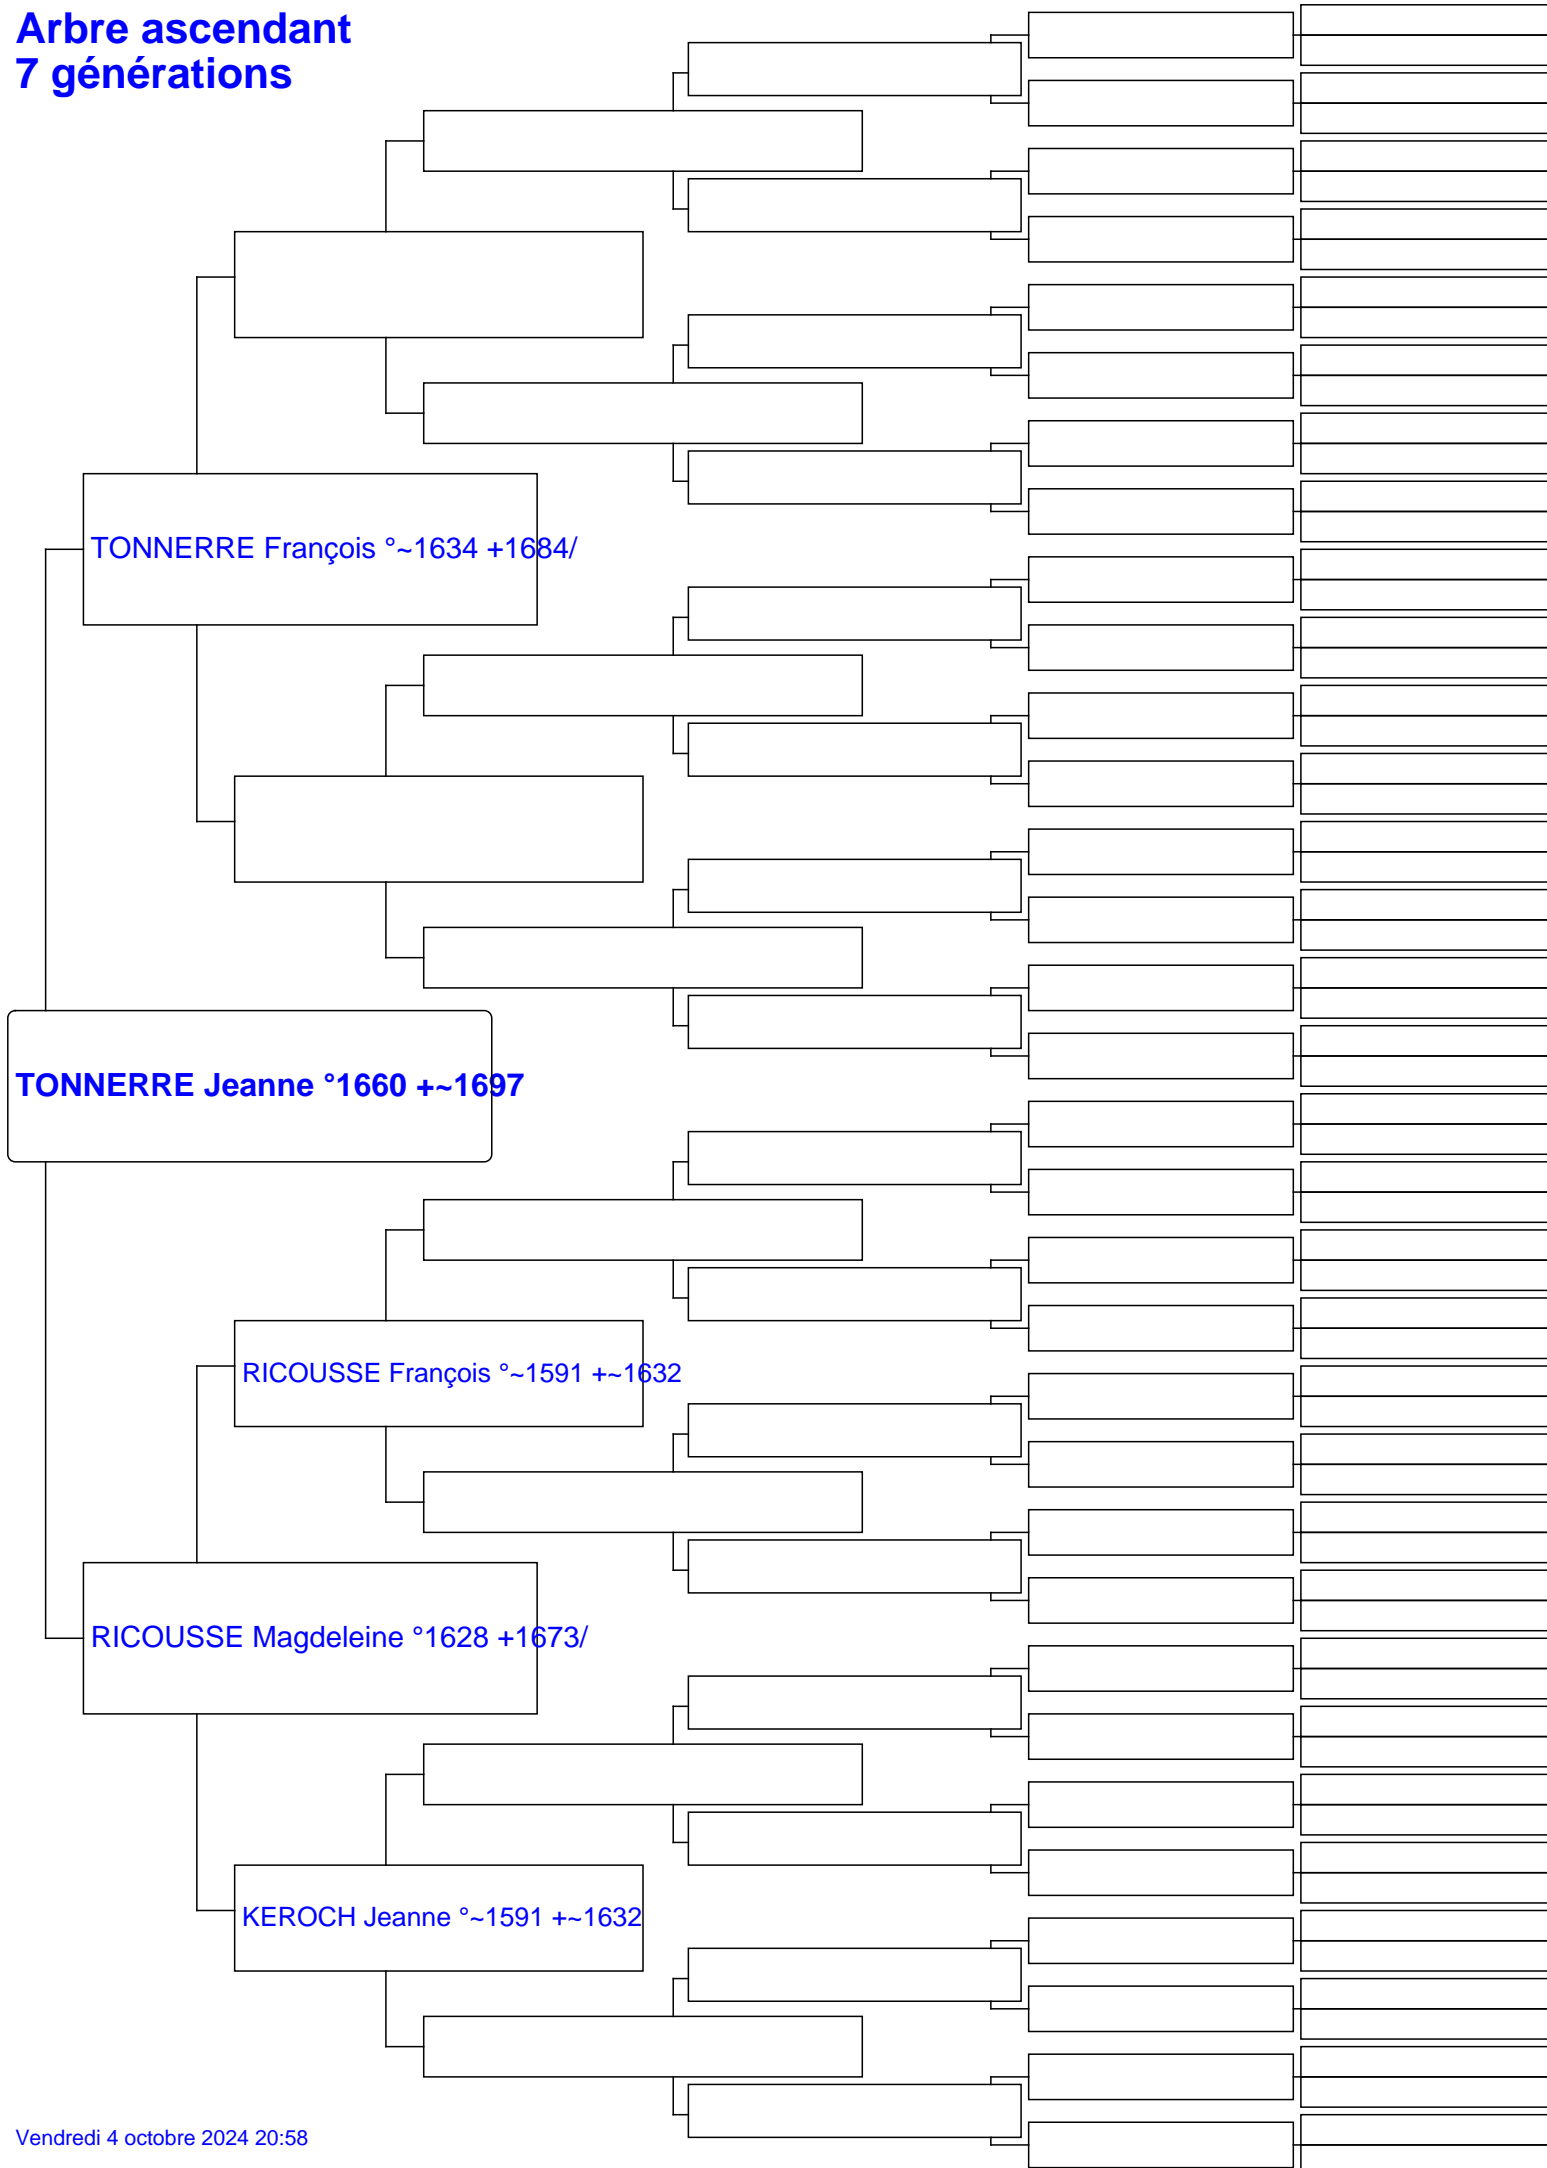 Arbre ascendant
7 générations
TONNERRE François °~1634 +1684/
TONNERRE Jeanne °1660 +~1697
RICOUSSE François °~1591 +~1632
RICOUSSE Magdeleine °1628 +1673/
KEROCH Jeanne °~1591 +~1632
Vendredi 4 octobre 2024 20:58